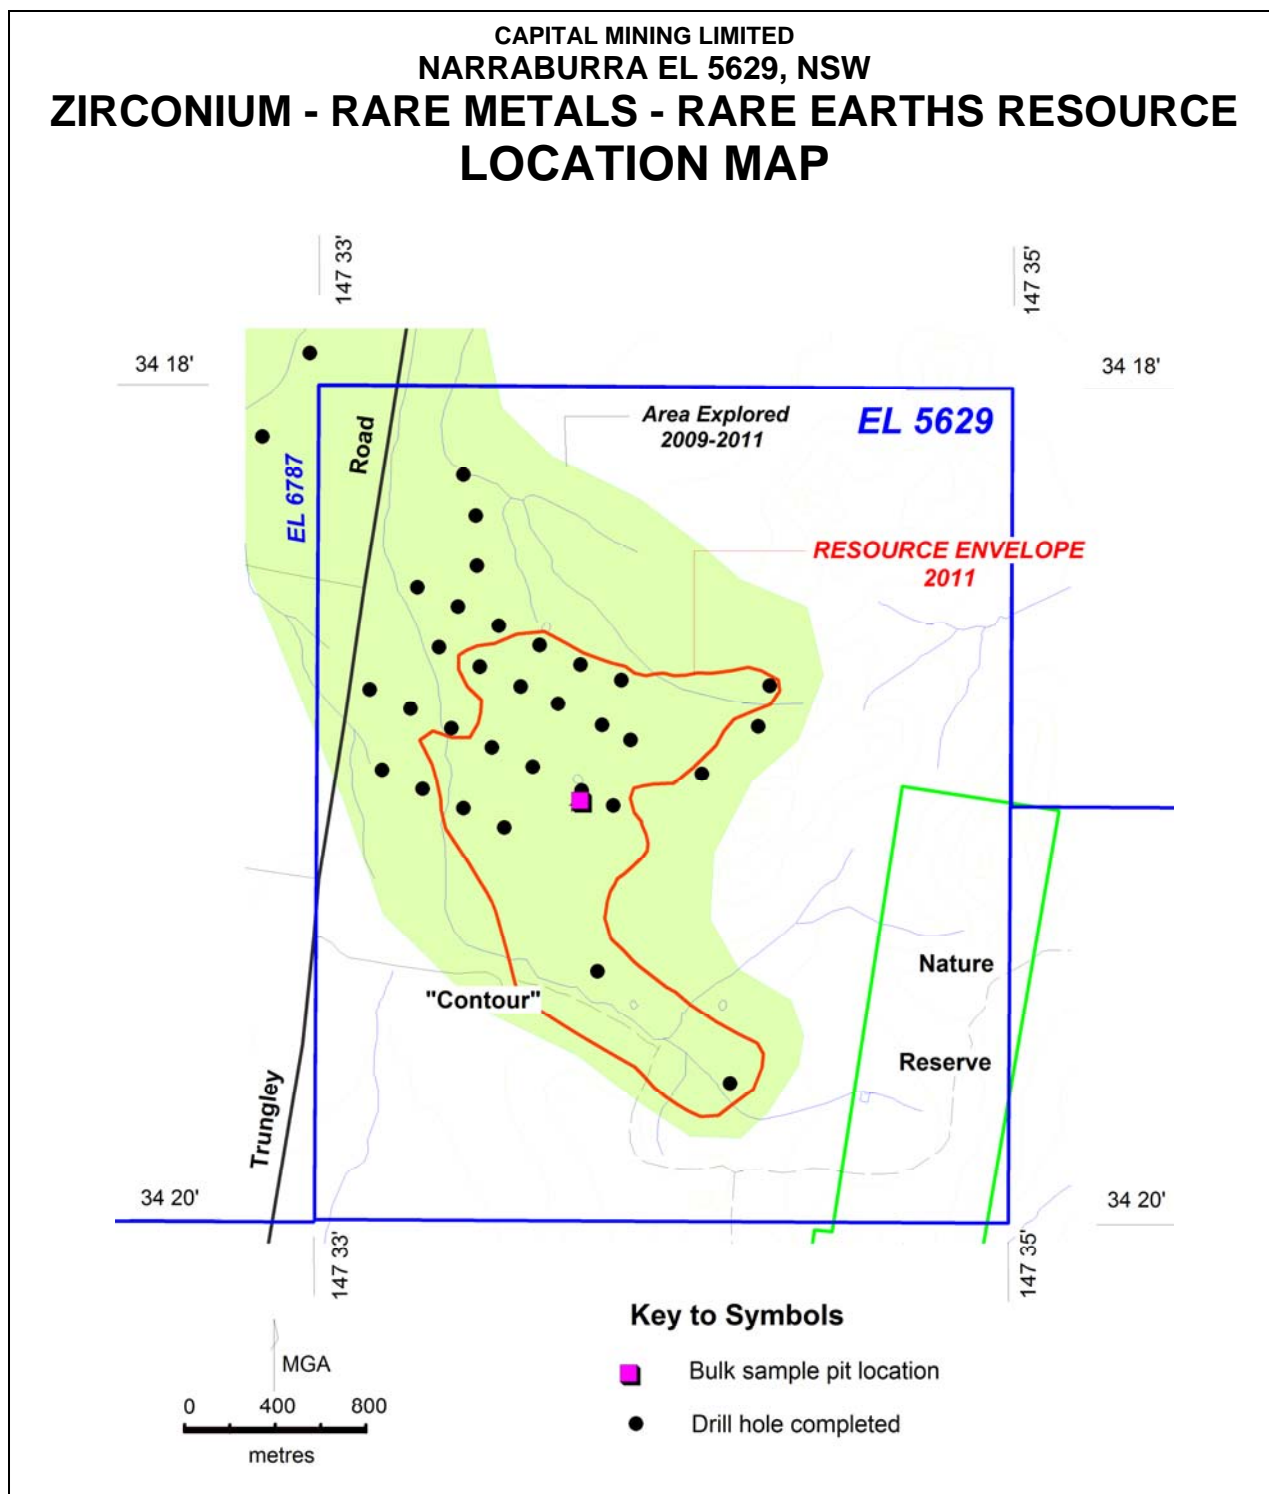 CAPITAL MINING LIMITED
NARRABURRA EL 5629, NSW
ZIRCONIUM - RARE METALS - RARE EARTHS RESOURCE
LOCATION MAP
147 33'
147 35'
34 18'
34 18'
Area Explored
2009-2011
EL 5629
Road
EL 6787
RESOURCE ENVELOPE
2011
Nature
"Contour"
Reserve
Trungley
34 20'
34 20'
147 33'
147 35'
Key to Symbols
MGA
Bulk sample pit location
0 400 800
Drill hole completed
metres